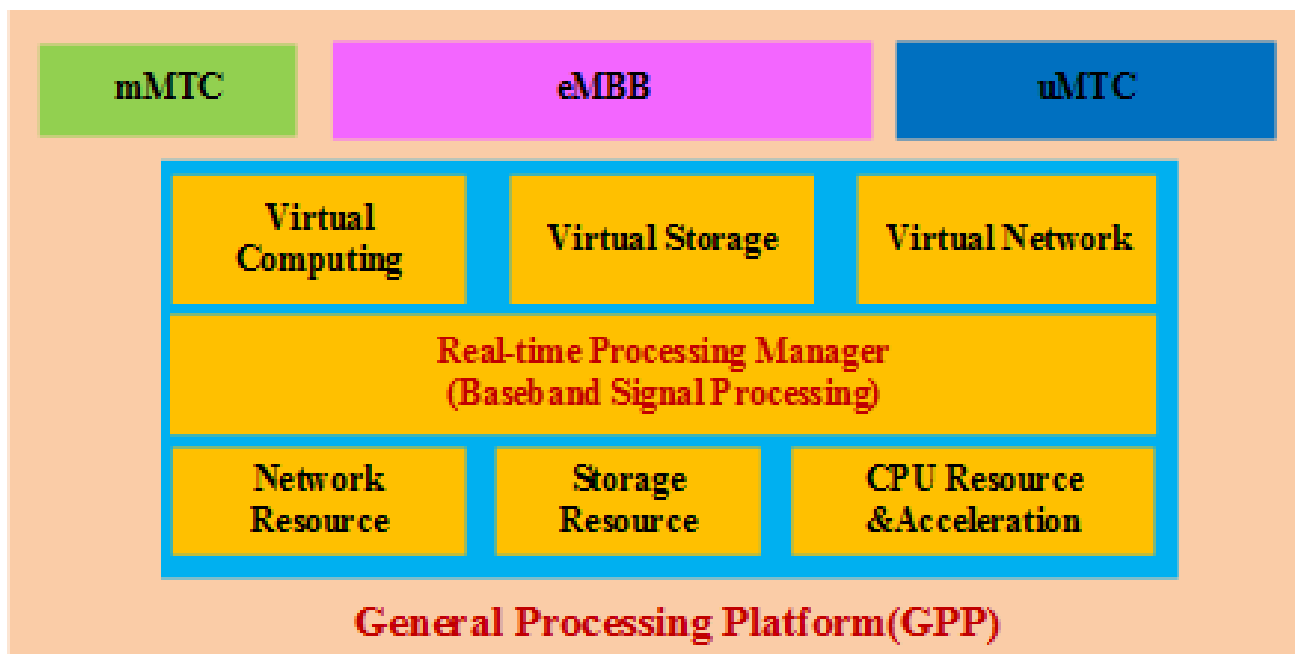 mMTC
eMBB
uMTC
Virtual
Computing
Virtual Storage
Virtual Network
Real-time Processing Manager
(Baseband Signal Processing)
Network
Resource
Storage
Resource
CPU Resource
&Acceleration
General Processing Platform(GPP)